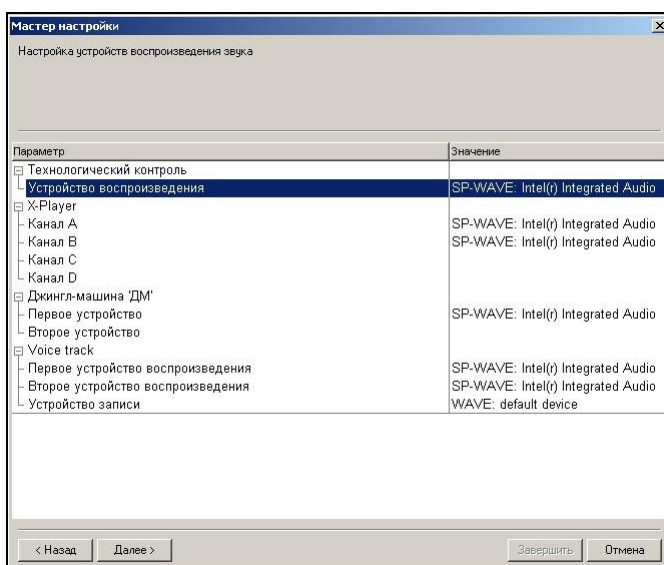 Мастер настройки
Настройка устройств воспроизведения звука
Параметр Значение
Технологический контроль
Устройство воспроизведения SP-WAVE: Intel(r) Integrated Audio
X-Player
Канал A SP-WAVE: Intel(r) Integrated Audio
Канал B SP-WAVE: Intel(r) Integrated Audio
Канал C
Канал D
Джингл-машина 'ДМ'
Первое устройство SP-WAVE: Intel(r) Integrated Audio
Второе устройство
Voice track
Первое устройство воспроизведения SP-WAVE: Intel(r) Integrated Audio
Второе устройство воспроизведения SP-WAVE: Intel(r) Integrated Audio
Устройство записи WAVE: default device
< Назад Далее > Завершить Отмена